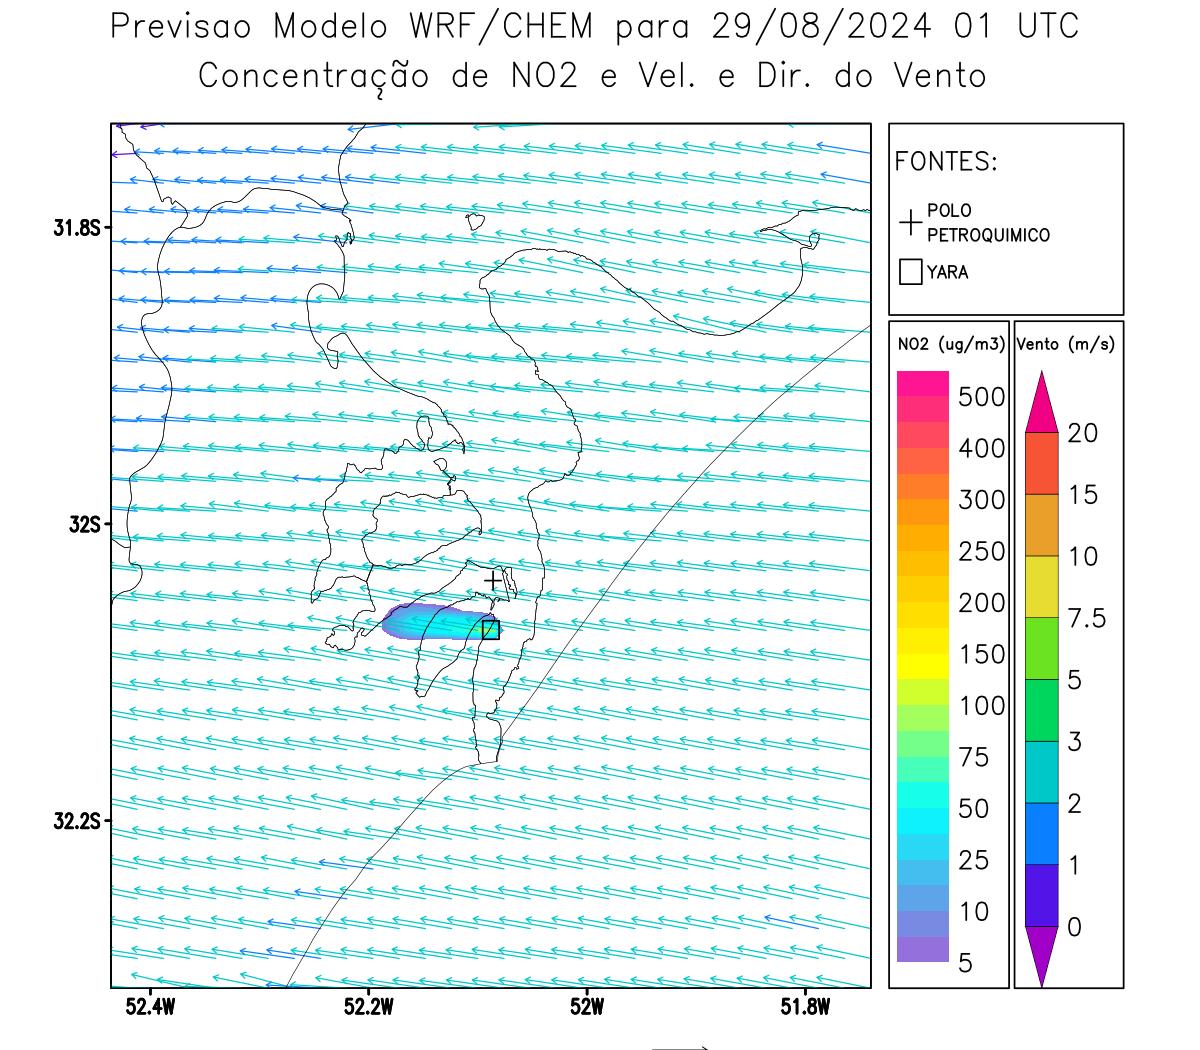 Previsao Modelo WRF/CHEM para 29/08/2024 01 UTC
Concentração de NO2 e Vel. e Dir. do Vento
FONTES:
POLO
PETROQUIMICO
YARA
31.8S
32S
32.2S
52.4W
52.2W
52W
51.8W
NO2 (ug/m3)
500
400
300
250
200
150
100
75
50
25
10
5
Vento (m/s)
20
15
10
7.5
5
3
2
1
0